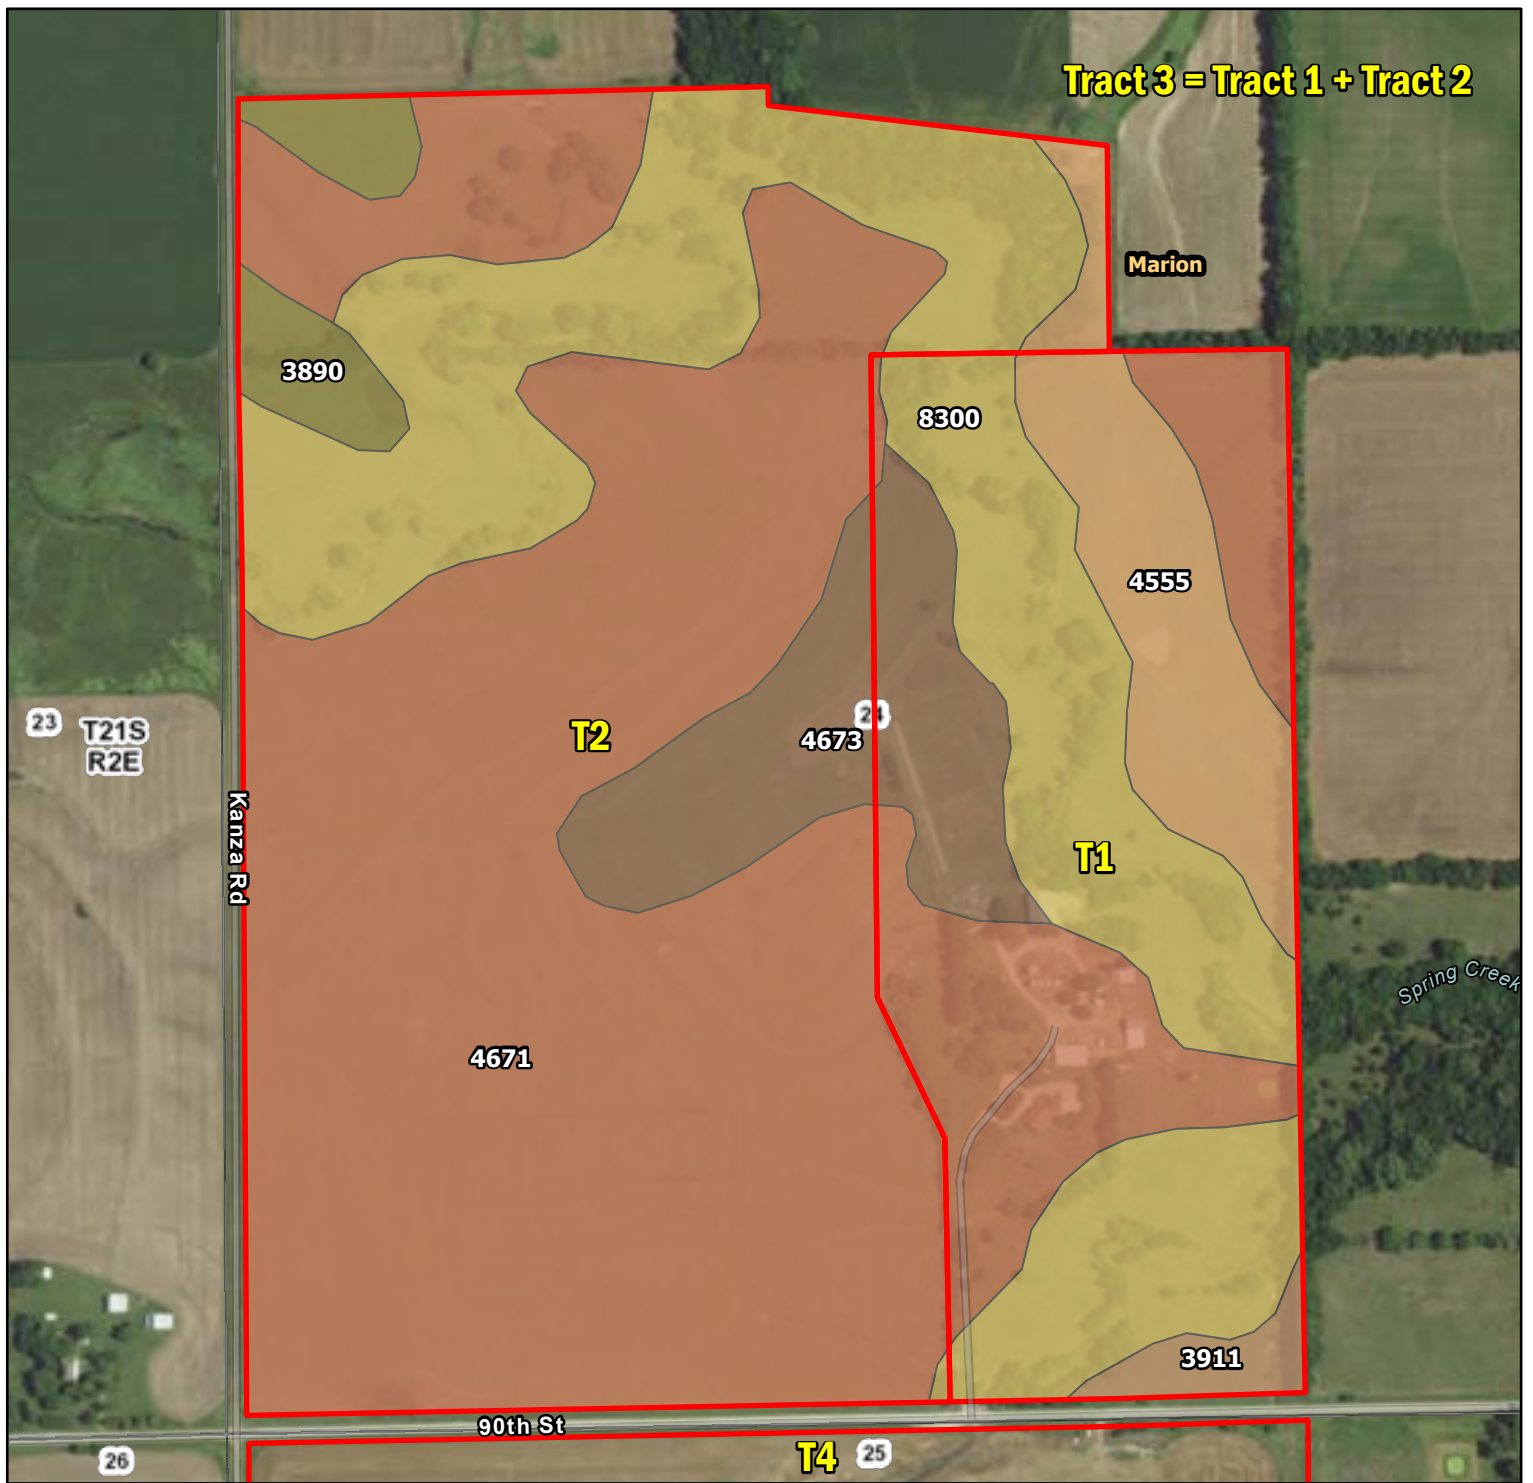 Tract 3 = Tract 1 + Tract 2
Marion
3890
8300
4555
23
T21S
R2E
T2
24
4673
Kanza Rd
T1
Spring Creek
4671
3911
90th St
26
T4
25